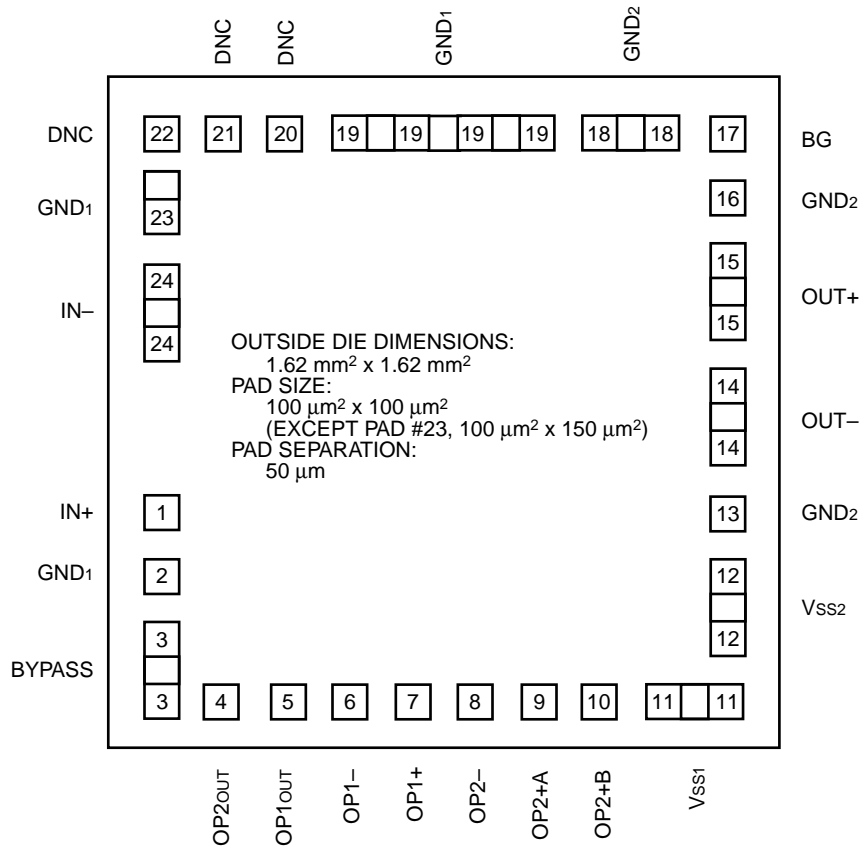 DNC
DNC
GND1
GND2
DNC
22
21
20
19
19
19
19
18
18
17
BG
GND1
23
16
GND2
IN–
24
24
15
15
OUT+
OUTSIDE DIE DIMENSIONS:
1.62 mm² x 1.62 mm²
PAD SIZE:
100 µm² x 100 µm²
(EXCEPT PAD #23, 100 µm² x 150 µm²)
PAD SEPARATION:
50 µm
14
14
OUT–
IN+
1
13
GND2
GND1
2
12
12
VSS2
BYPASS
3
3
4
5
6
7
8
9
10
11
11
OP2OUT
OP1OUT
OP1–
OP1+
OP2–
OP2+A
OP2+B
VSS1